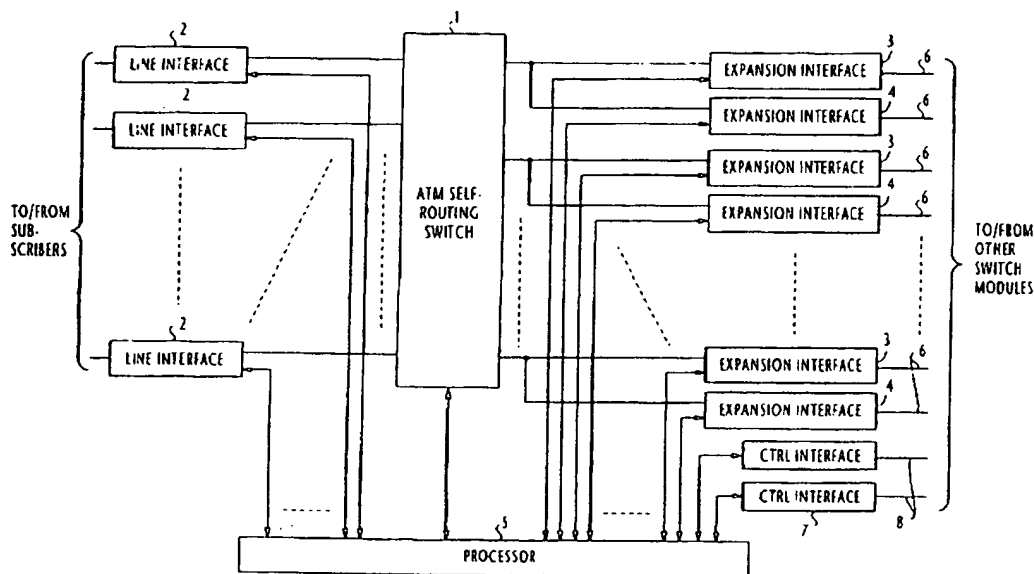 1
2
LINE INTERFACE
2
LINE INTERFACE
2
LINE INTERFACE
TO/FROM
SUB-
SCRIBERS
ATM SELF-
ROUTING
SWITCH
3
EXPANSION INTERFACE
6
4
EXPANSION INTERFACE
6
3
EXPANSION INTERFACE
6
4
EXPANSION INTERFACE
6
TO/FROM
OTHER
SWITCH
MODULES
3
EXPANSION INTERFACE
6
4
EXPANSION INTERFACE
CTRL INTERFACE
CTRL INTERFACE
7
8
5
PROCESSOR